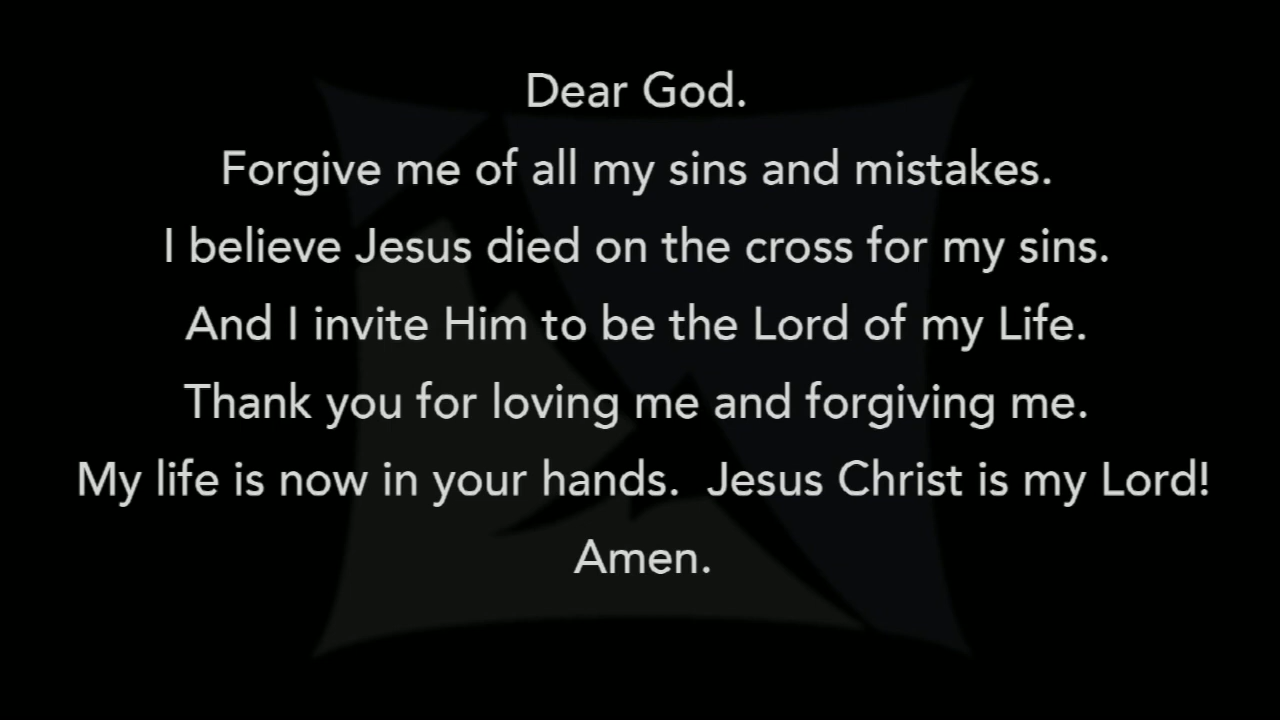 Dear God.
Forgive me of all my sins and mistakes.
I believe Jesus died on the cross for my sins.
And I invite Him to be the Lord of my Life.
Thank you for loving me and forgiving me.
My life is now in your hands.  Jesus Christ is my Lord!
Amen.